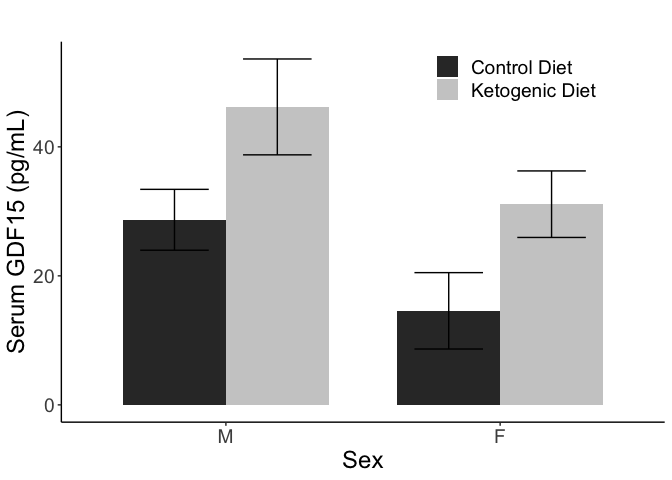 Control Diet
Ketogenic Diet
Serum GDF15 (pg/mL)
40
20
0
M
F
Sex